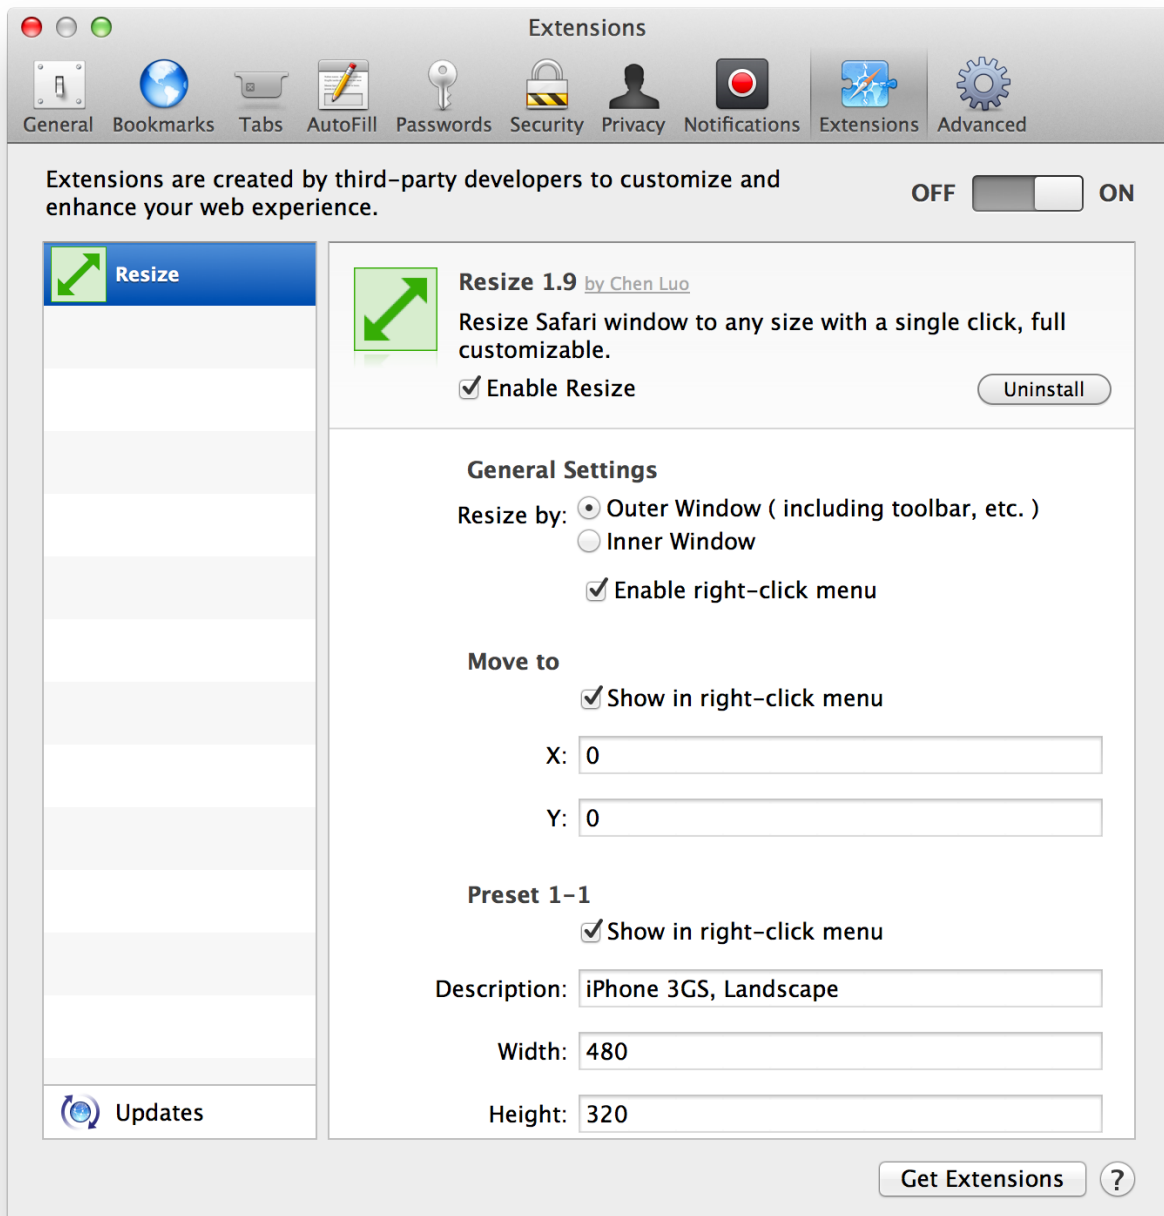 Extensions
General Bookmarks Tabs AutoFill Passwords Security Privacy Notifications Extensions Advanced
Extensions are created by third-party developers to customize and
enhance your web experience.
OFF ON
Resize
Resize 1.9 by Chen Luo
Resize Safari window to any size with a single click, full
customizable.
Enable Resize
Uninstall
General Settings
Resize by: Outer Window ( including toolbar, etc. )
Inner Window
Enable right-click menu
Move to
Show in right-click menu
X: 0
Y: 0
Preset 1-1
Show in right-click menu
Description: iPhone 3GS, Landscape
Width: 480
Height: 320
Updates
Get Extensions ?